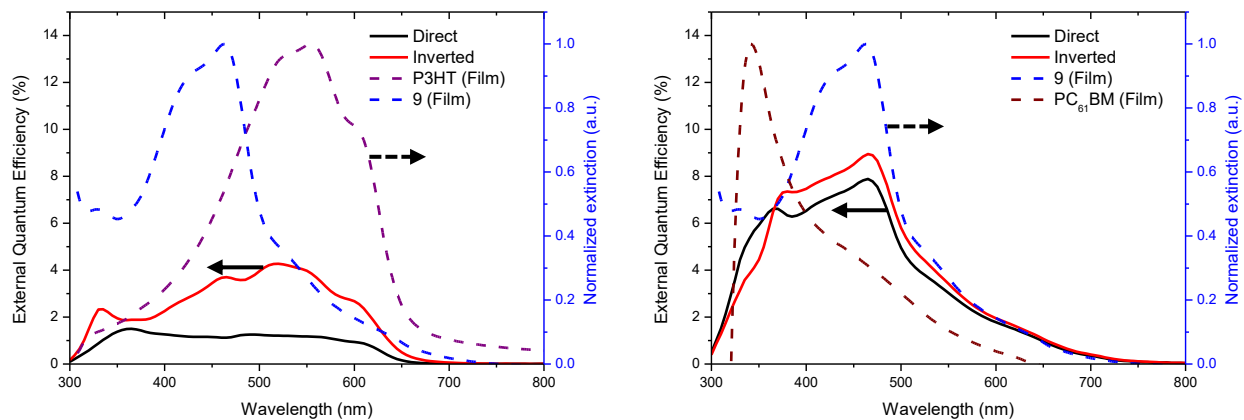 14
12
10
8
6
4
2
0
External Quantum Efficiency (%)
300 400 500 600 700 800
Wavelength (nm)
1.0
0.8
0.6
0.4
0.2
0.0
Normalized extinction (a.u.)
Direct
Inverted
P3HT (Film)
9 (Film)
14
12
10
8
6
4
2
0
External Quantum Efficiency (%)
300 400 500 600 700 800
Wavelength (nm)
1.0
0.8
0.6
0.4
0.2
0.0
Normalized extinction (a.u.)
Direct
Inverted
9 (Film)
PC61BM (Film)